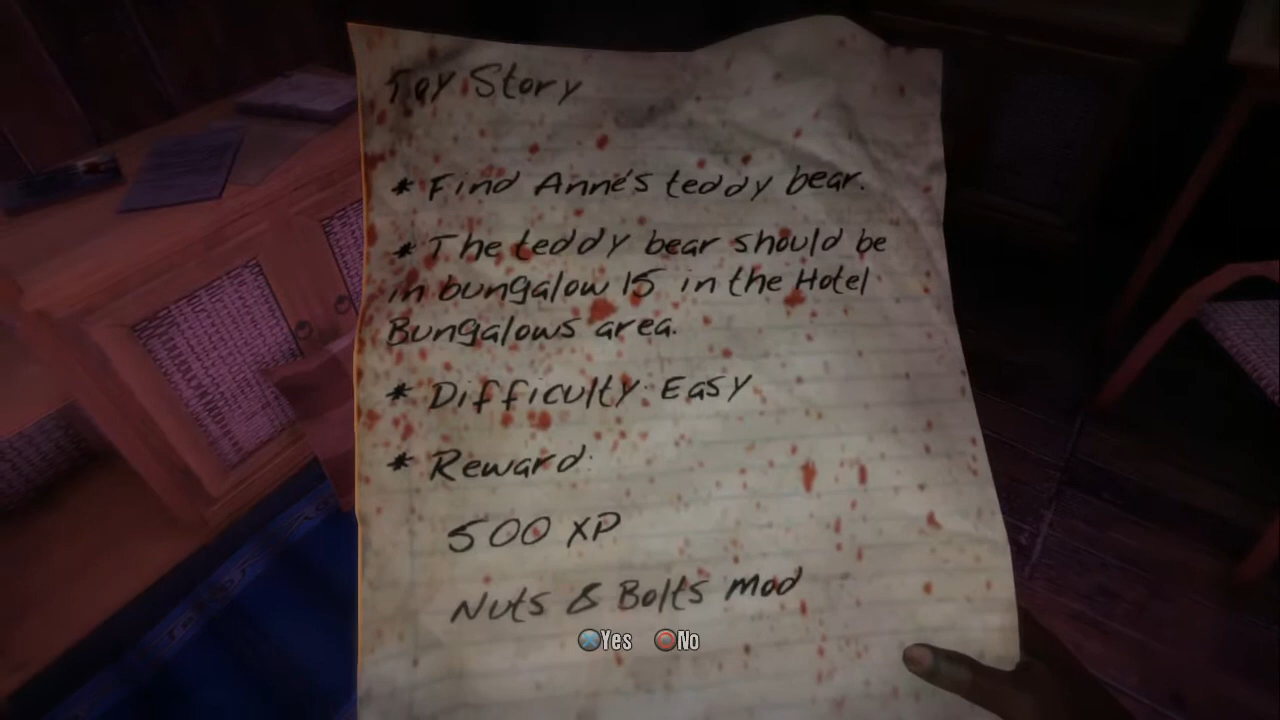 Toy Story
* Find Anne's teddy bear.
* The teddy bear should be
in bungalow 15 in the Hotel
Bungalows area.
* Difficulty: Easy
* Reward:
500 XP
Nuts & Bolts mod
Yes No